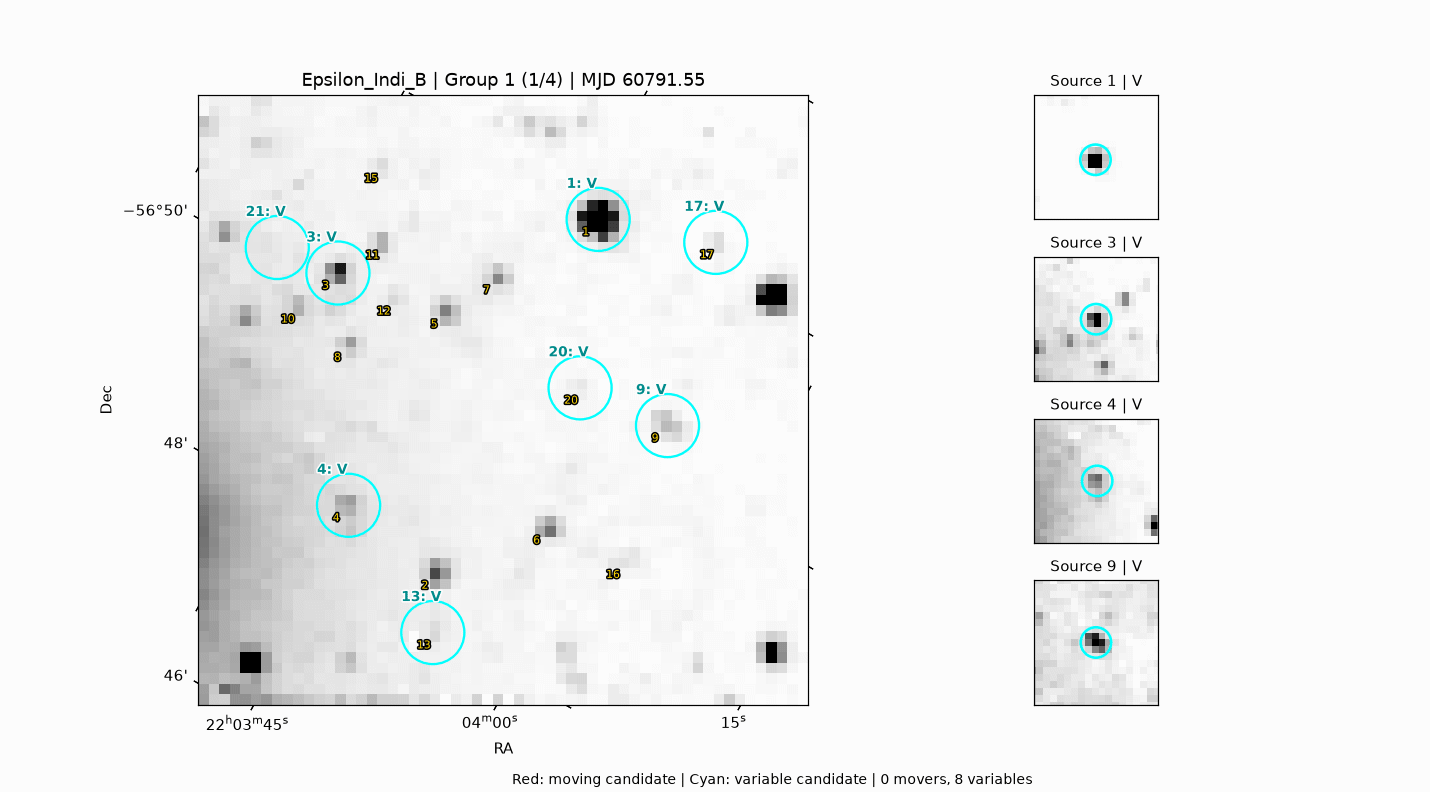 Epsilon_Indi_B | Group 1 (1/4) | MJD 60791.55
Source 1 | V
15
1: V
−56°50'
21: V
17: V
3: V
1
11
17
Source 3 | V
3
7
10
12
5
8
20: V
Dec
9: V
20
Source 4 | V
9
48'
4: V
4
6
Source 9 | V
16
2
13: V
13
46'
22ʰ03ᵐ45ˢ
04ᵐ00ˢ
15ˢ
RA
Red: moving candidate | Cyan: variable candidate | 0 movers, 8 variables